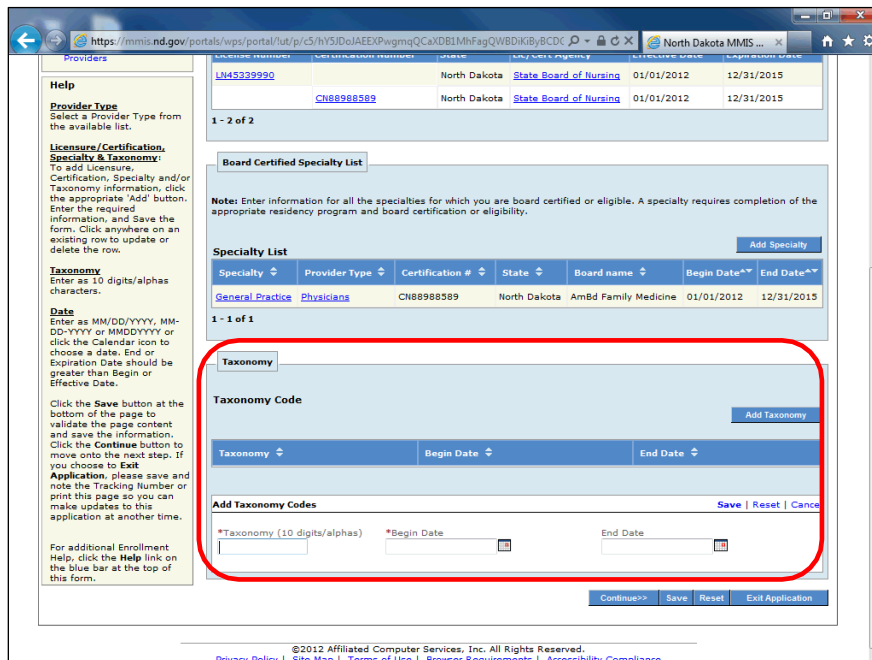 https://mmis.nd.gov/portals/wps/portal/!ut/p/c5/hY5JDoJAEEXPwgmqQCaXDB1MhFagQWBDiKiByBCD
North Dakota MMIS ...
Providers
Help
Provider Type
Select a Provider Type from
the available list.
Licensure/Certification,
Specialty & Taxonomy:
To add Licensure,
Certification, Specialty and/or
Taxonomy information, click
the appropriate 'Add' button.
Enter the required
information, and Save the
form. Click anywhere on an
existing row to update or
delete the row.
Taxonomy
Enter as 10 digits/alphas
characters.
Date
Enter as MM/DD/YYYY, MM-
DD-YYYY or MMDDYYYY or
click the Calendar icon to
choose a date. End or
Expiration Date should be
greater than Begin or
Effective Date.
Click the Save button at the
bottom of the page to
validate the page content
and save the information.
Click the Continue button to
move onto the next step. If
you choose to Exit
Application, please save and
note the Tracking Number or
print this page so you can
make updates to this
application at another time.
For additional Enrollment
Help, click the Help link on
the blue bar at the top of
this form.
License Number Certification Number State Lic/Cert Agency Effective Date Expiration Date
LN45339990 North Dakota State Board of Nursing 01/01/2012 12/31/2015
CN88988589 North Dakota State Board of Nursing 01/01/2012 12/31/2015
1 - 2 of 2
Board Certified Specialty List
Note: Enter information for all the specialties for which you are board certified or eligible. A specialty requires completion of the
appropriate residency program and board certification or eligibility.
Add Specialty
Specialty List
Specialty Provider Type Certification # State Board name Begin Date End Date
General Practice Physicians CN88988589 North Dakota AmBd Family Medicine 01/01/2012 12/31/2015
1 - 1 of 1
Taxonomy
Taxonomy Code
Add Taxonomy
Taxonomy Begin Date End Date
Add Taxonomy Codes Save | Reset | Cance
*Taxonomy (10 digits/alphas) *Begin Date End Date
Continue>> Save Reset Exit Application
©2012 Affiliated Computer Services, Inc. All Rights Reserved.
Privacy Policy | Site Map | Terms of Use | Browser Requirements | Accessibility Compliance